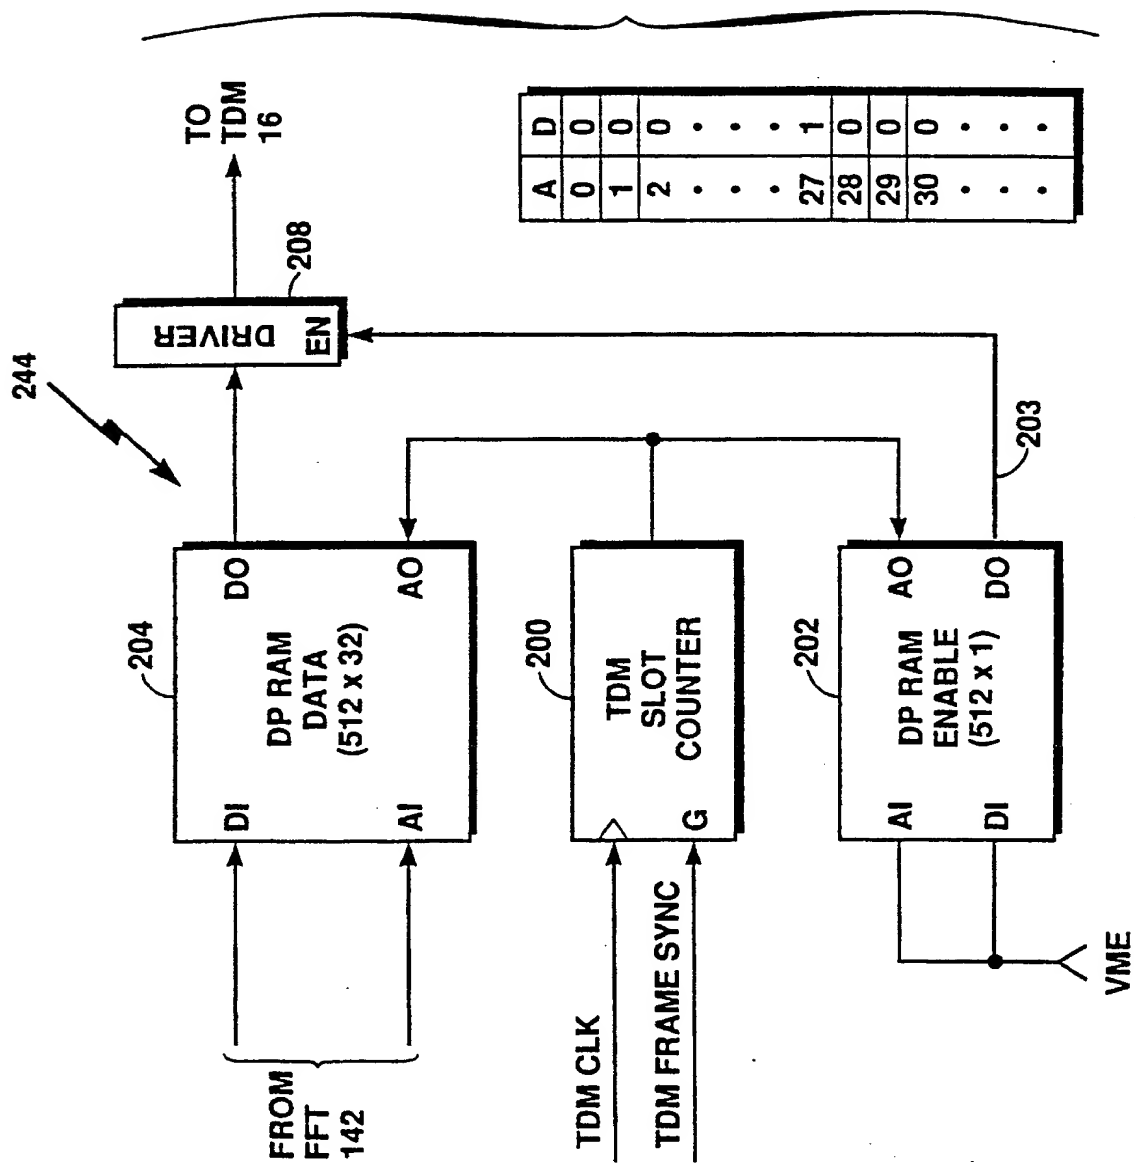 244
TO
TDM
16
DRIVER
EN
208
204
DI
DO
DP RAM
DATA
(512 x 32)
AI
AO
FROM
FFT
142
200
TDM
SLOT
COUNTER
G
TDM CLK
TDM FRAME SYNC
202
AI
AO
DP RAM
ENABLE
(512 x 1)
DI
DO
203
VME
A D
0 0
1 0
2 0
· ·
· ·
· ·
27 1
28 0
29 0
30 0
· ·
· ·
· ·